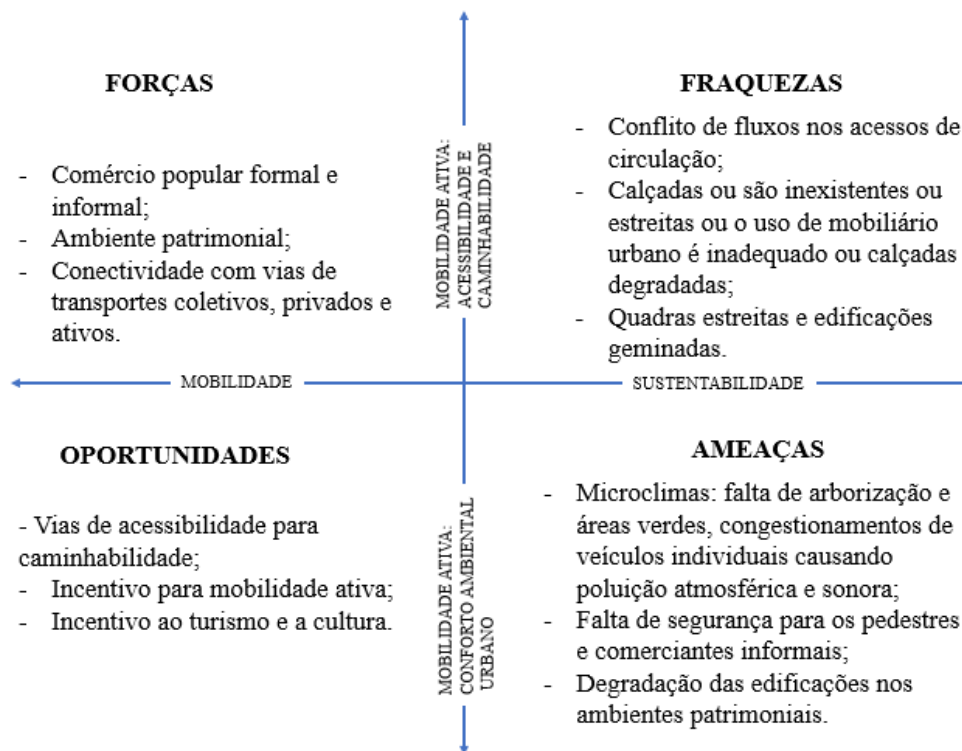 FORÇAS
- Comércio popular formal e
informal;
- Ambiente patrimonial;
- Conectividade com vias de
transportes coletivos, privados e
ativos.
MOBILIDADE ATIVA:
ACESSIBILIDADE E
CAMINHABILIDADE
FRAQUEZAS
- Conflito de fluxos nos acessos de
circulação;
- Calçadas ou são inexistentes ou
estreitas ou o uso de mobiliário
urbano é inadequado ou calçadas
degradadas;
- Quadras estreitas e edificações
geminadas.
MOBILIDADE
SUSTENTABILIDADE
OPORTUNIDADES
- Vias de acessibilidade para
caminhabilidade;
- Incentivo para mobilidade ativa;
- Incentivo ao turismo e a cultura.
MOBILIDADE ATIVA:
CONFORTO AMBIENTAL
URBANO
AMEAÇAS
- Microclimas: falta de arborização e
áreas verdes, congestionamentos de
veículos individuais causando
poluição atmosférica e sonora;
- Falta de segurança para os pedestres
e comerciantes informais;
- Degradação das edificações nos
ambientes patrimoniais.